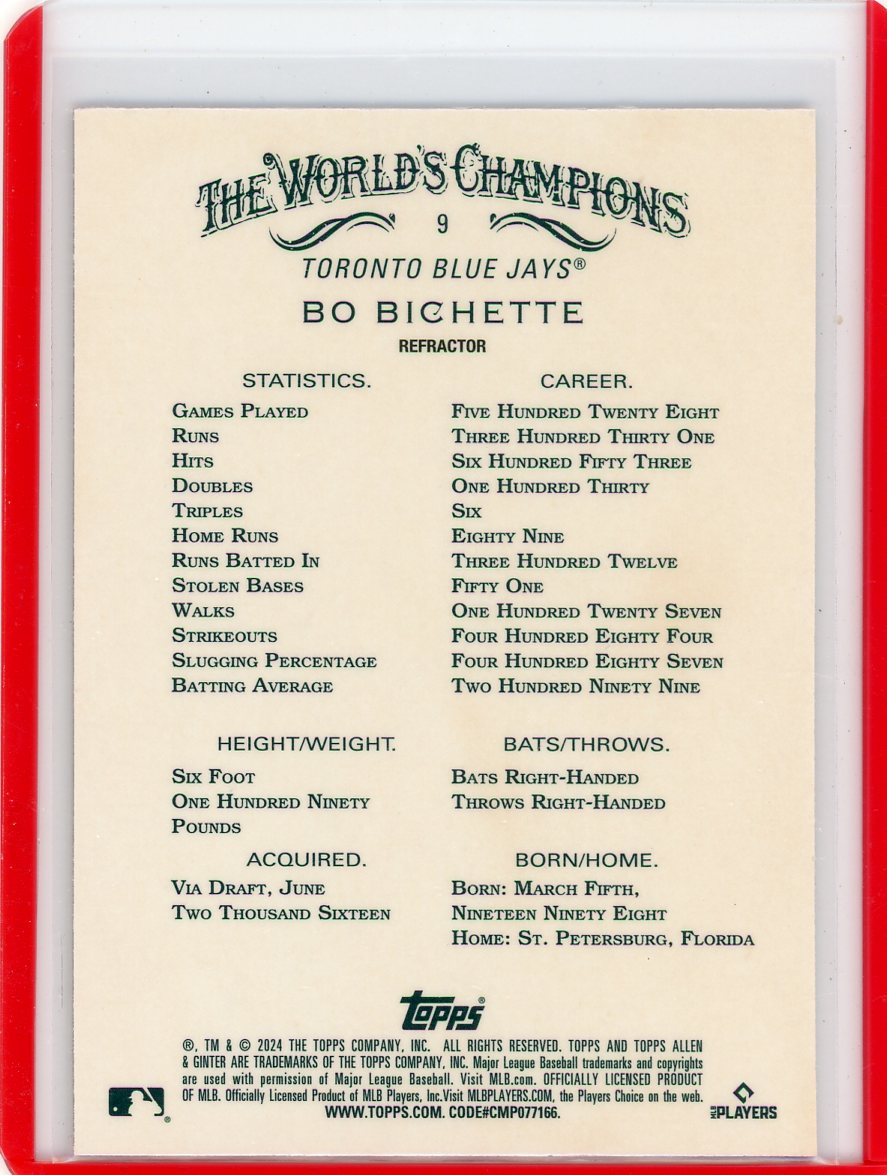 THE WORLD'S CHAMPIONS
9
TORONTO BLUE JAYS®
BO BICHETTE
REFRACTOR
STATISTICS. CAREER.
GAMES PLAYED FIVE HUNDRED TWENTY EIGHT
RUNS THREE HUNDRED THIRTY ONE
HITS SIX HUNDRED FIFTY THREE
DOUBLES ONE HUNDRED THIRTY
TRIPLES SIX
HOME RUNS EIGHTY NINE
RUNS BATTED IN THREE HUNDRED TWELVE
STOLEN BASES FIFTY ONE
WALKS ONE HUNDRED TWENTY SEVEN
STRIKEOUTS FOUR HUNDRED EIGHTY FOUR
SLUGGING PERCENTAGE FOUR HUNDRED EIGHTY SEVEN
BATTING AVERAGE TWO HUNDRED NINETY NINE
HEIGHT/WEIGHT. BATS/THROWS.
SIX FOOT BATS RIGHT-HANDED
ONE HUNDRED NINETY THROWS RIGHT-HANDED
POUNDS
ACQUIRED. BORN/HOME.
VIA DRAFT, JUNE BORN: MARCH FIFTH,
TWO THOUSAND SIXTEEN NINETEEN NINETY EIGHT
HOME: ST. PETERSBURG, FLORIDA
Topps®
®, TM & © 2024 THE TOPPS COMPANY, INC. ALL RIGHTS RESERVED. TOPPS AND TOPPS ALLEN
& GINTER ARE TRADEMARKS OF THE TOPPS COMPANY, INC. Major League Baseball trademarks and copyrights
are used with permission of Major League Baseball. Visit MLB.com. OFFICIALLY LICENSED PRODUCT
OF MLB. Officially Licensed Product of MLB Players, Inc.Visit MLBPLAYERS.COM, the Players Choice on the web.
WWW.TOPPS.COM. CODE#CMP077166.
®
MLB PLAYERS